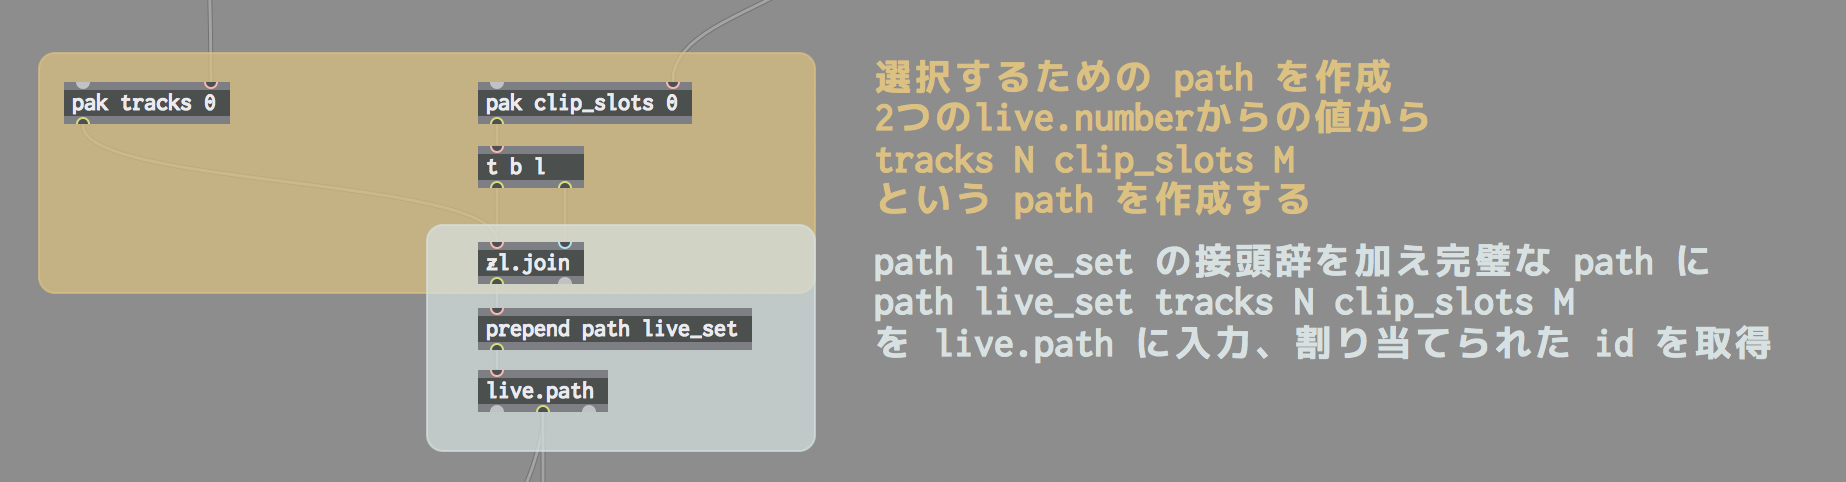 pak tracks 0
pak clip_slots 0
t b l
zl.join
prepend path live_set
live.path
選択するための path を作成
2つのlive.numberからの値から
tracks N clip_slots M
という path を作成する
path live_set の接頭辞を加え完璧な path に
path live_set tracks N clip_slots M
を live.path に入力、割り当てられた id を取得